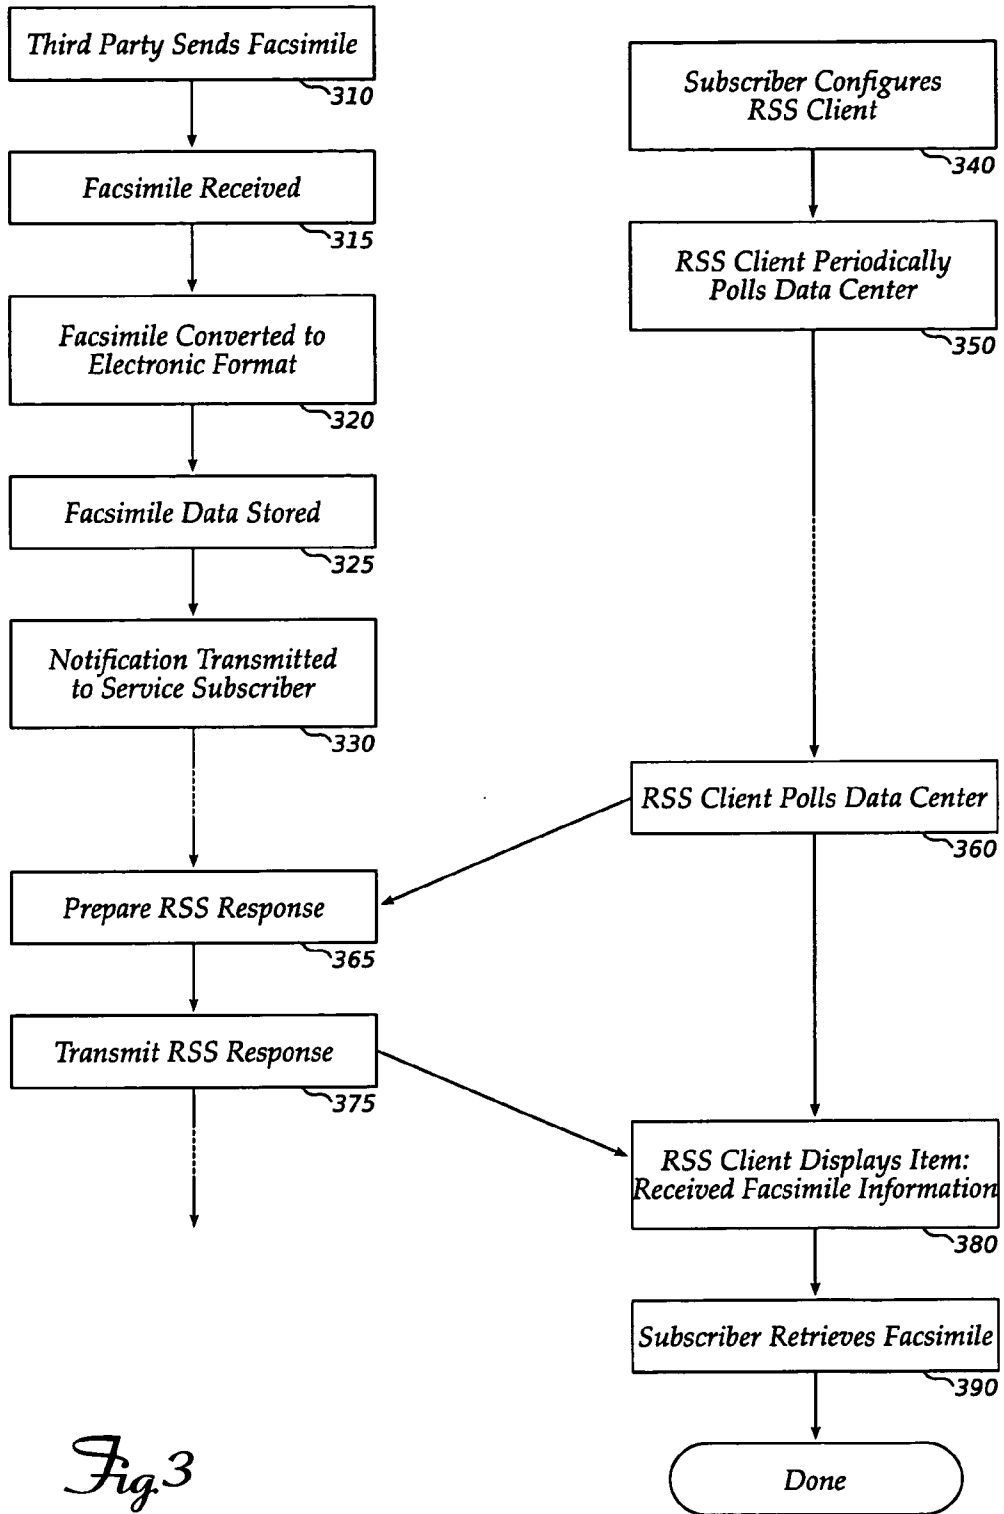 Third Party Sends Facsimile
310
Facsimile Received
315
Facsimile Converted to
Electronic Format
320
Facsimile Data Stored
325
Notification Transmitted
to Service Subscriber
330
Prepare RSS Response
365
Transmit RSS Response
375
Subscriber Configures
RSS Client
340
RSS Client Periodically
Polls Data Center
350
RSS Client Polls Data Center
360
RSS Client Displays Item:
Received Facsimile Information
380
Subscriber Retrieves Facsimile
390
Done
Fig.3